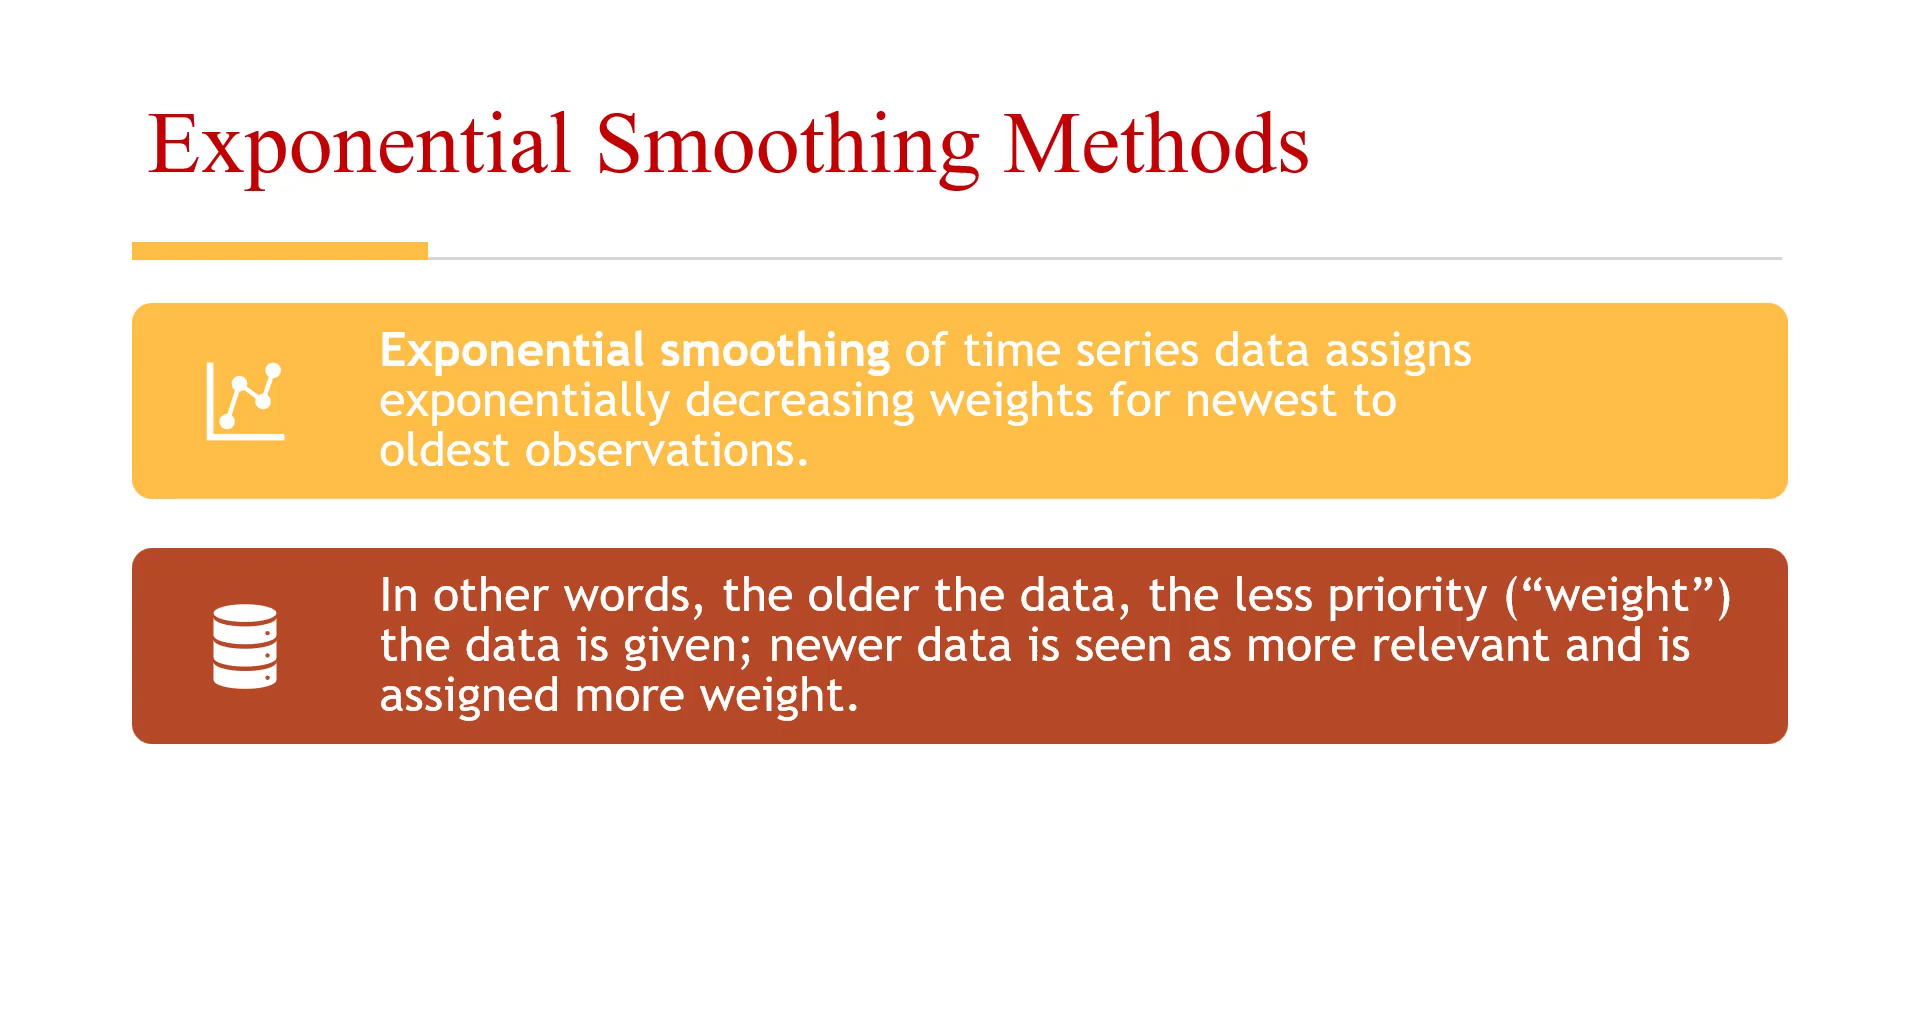 Exponential Smoothing Methods
Exponential smoothing of time series data assigns
exponentially decreasing weights for newest to
oldest observations.
In other words, the older the data, the less priority (“weight”)
the data is given; newer data is seen as more relevant and is
assigned more weight.